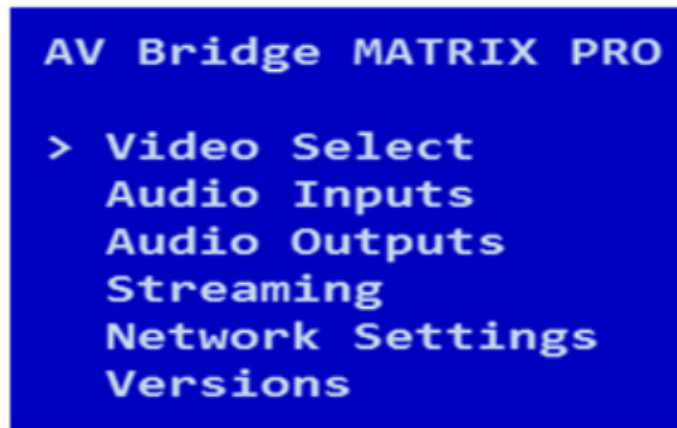 AV Bridge MATRIX PRO
> Video Select
Audio Inputs
Audio Outputs
Streaming
Network Settings
Versions